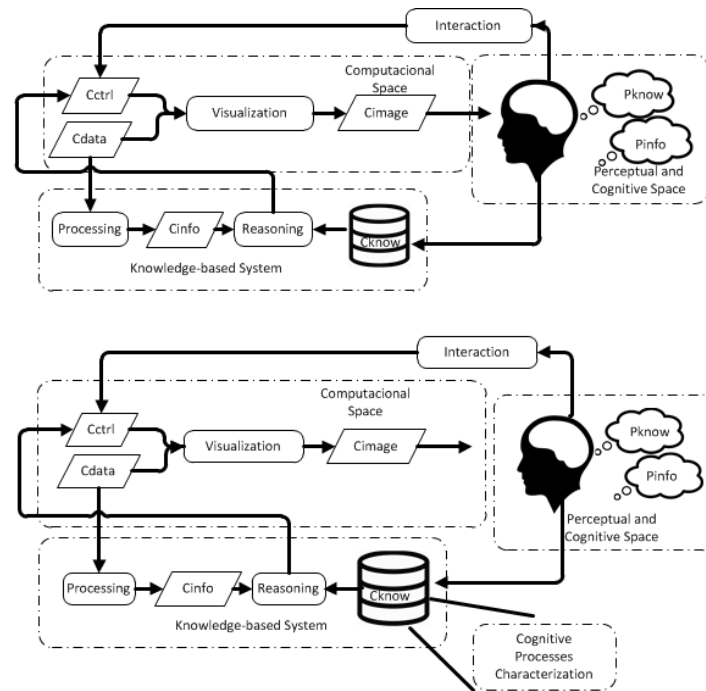 Interaction
Computacional
Space
Cctrl
Pknow
Visualization
Cimage
Cdata
Pinfo
Perceptual and
Cognitive Space
Processing
Cinfo
Reasoning
Cknow
Knowledge-based System
Interaction
Computacional
Space
Cctrl
Pknow
Visualization
Cimage
Cdata
Pinfo
Perceptual and
Cognitive Space
Processing
Cinfo
Reasoning
Cknow
Knowledge-based System
Cognitive
Processes
Characterization